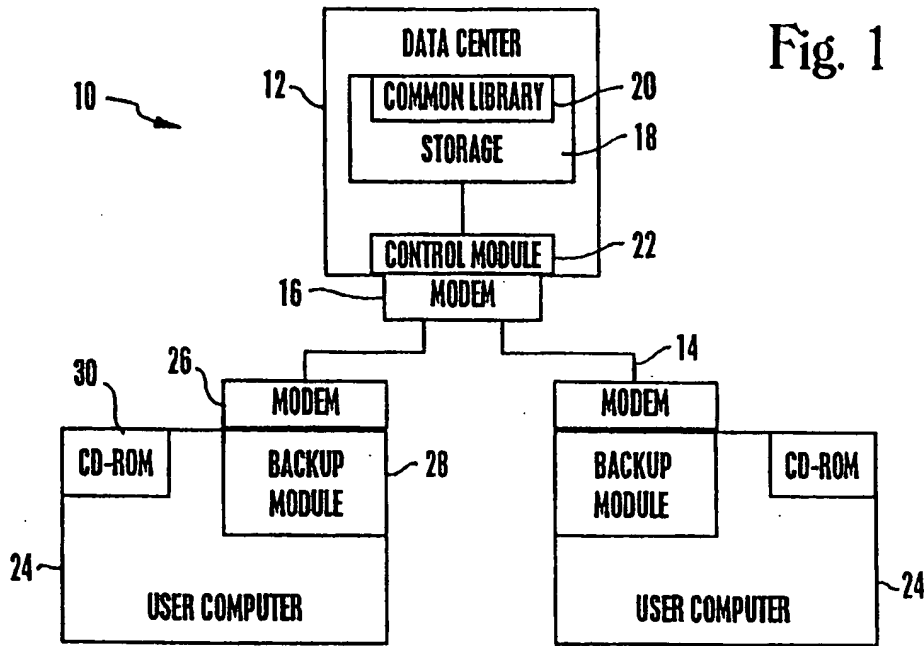 Fig. 1
DATA CENTER
10
12
COMMON LIBRARY
20
STORAGE
18
CONTROL MODULE
22
16
MODEM
14
26
MODEM
MODEM
30
CD-ROM
BACKUP
MODULE
28
BACKUP
MODULE
CD-ROM
24
USER COMPUTER
USER COMPUTER
24